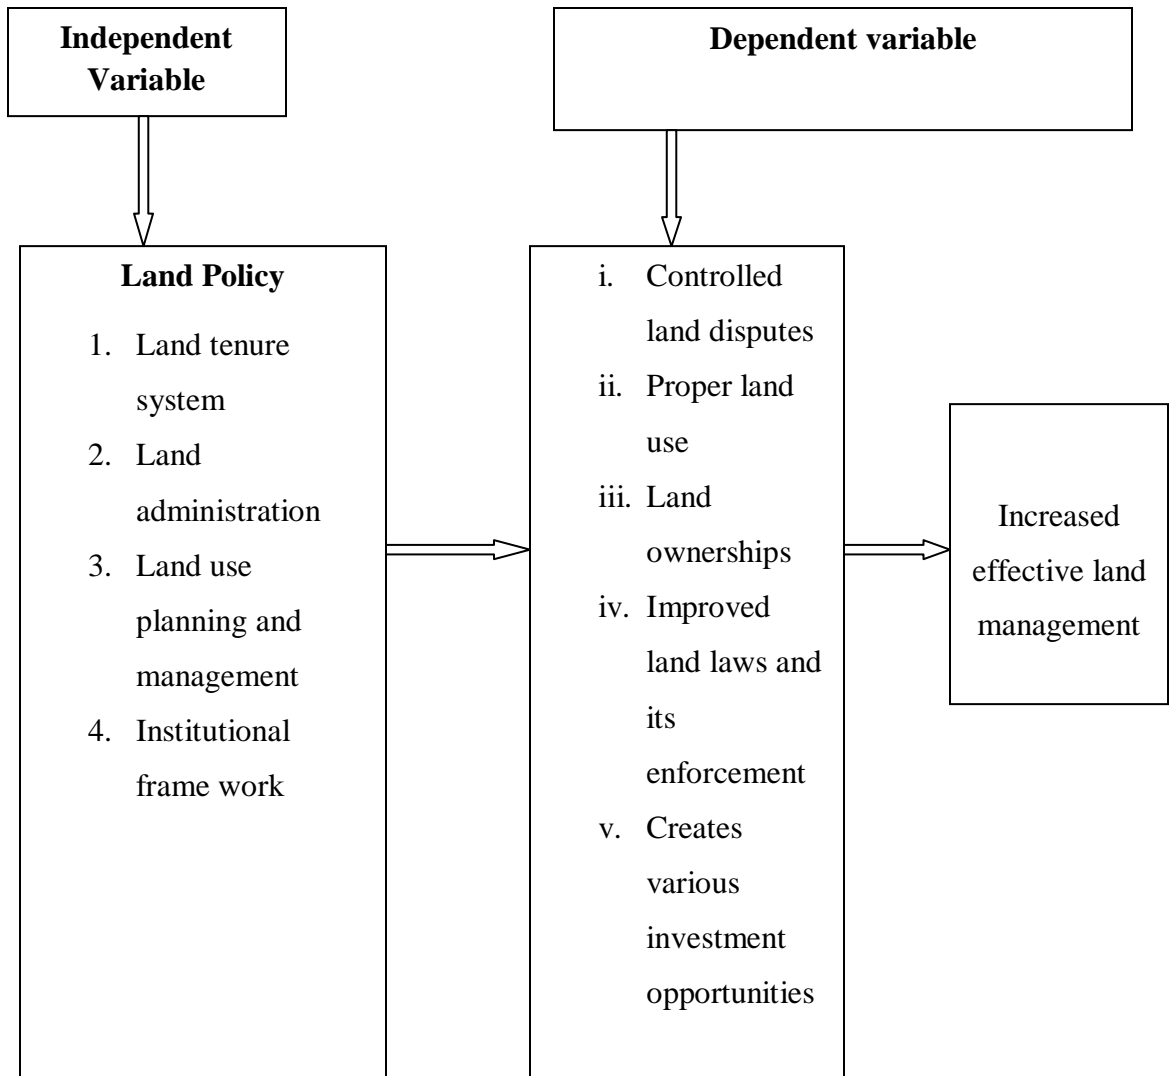 Independent
Variable
Dependent variable
Land Policy
1. Land tenure
system
2. Land
administration
3. Land use
planning and
management
4. Institutional
frame work
i. Controlled
land disputes
ii. Proper land
use
iii. Land
ownerships
iv. Improved
land laws and
its
enforcement
v. Creates
various
investment
opportunities
Increased
effective land
management